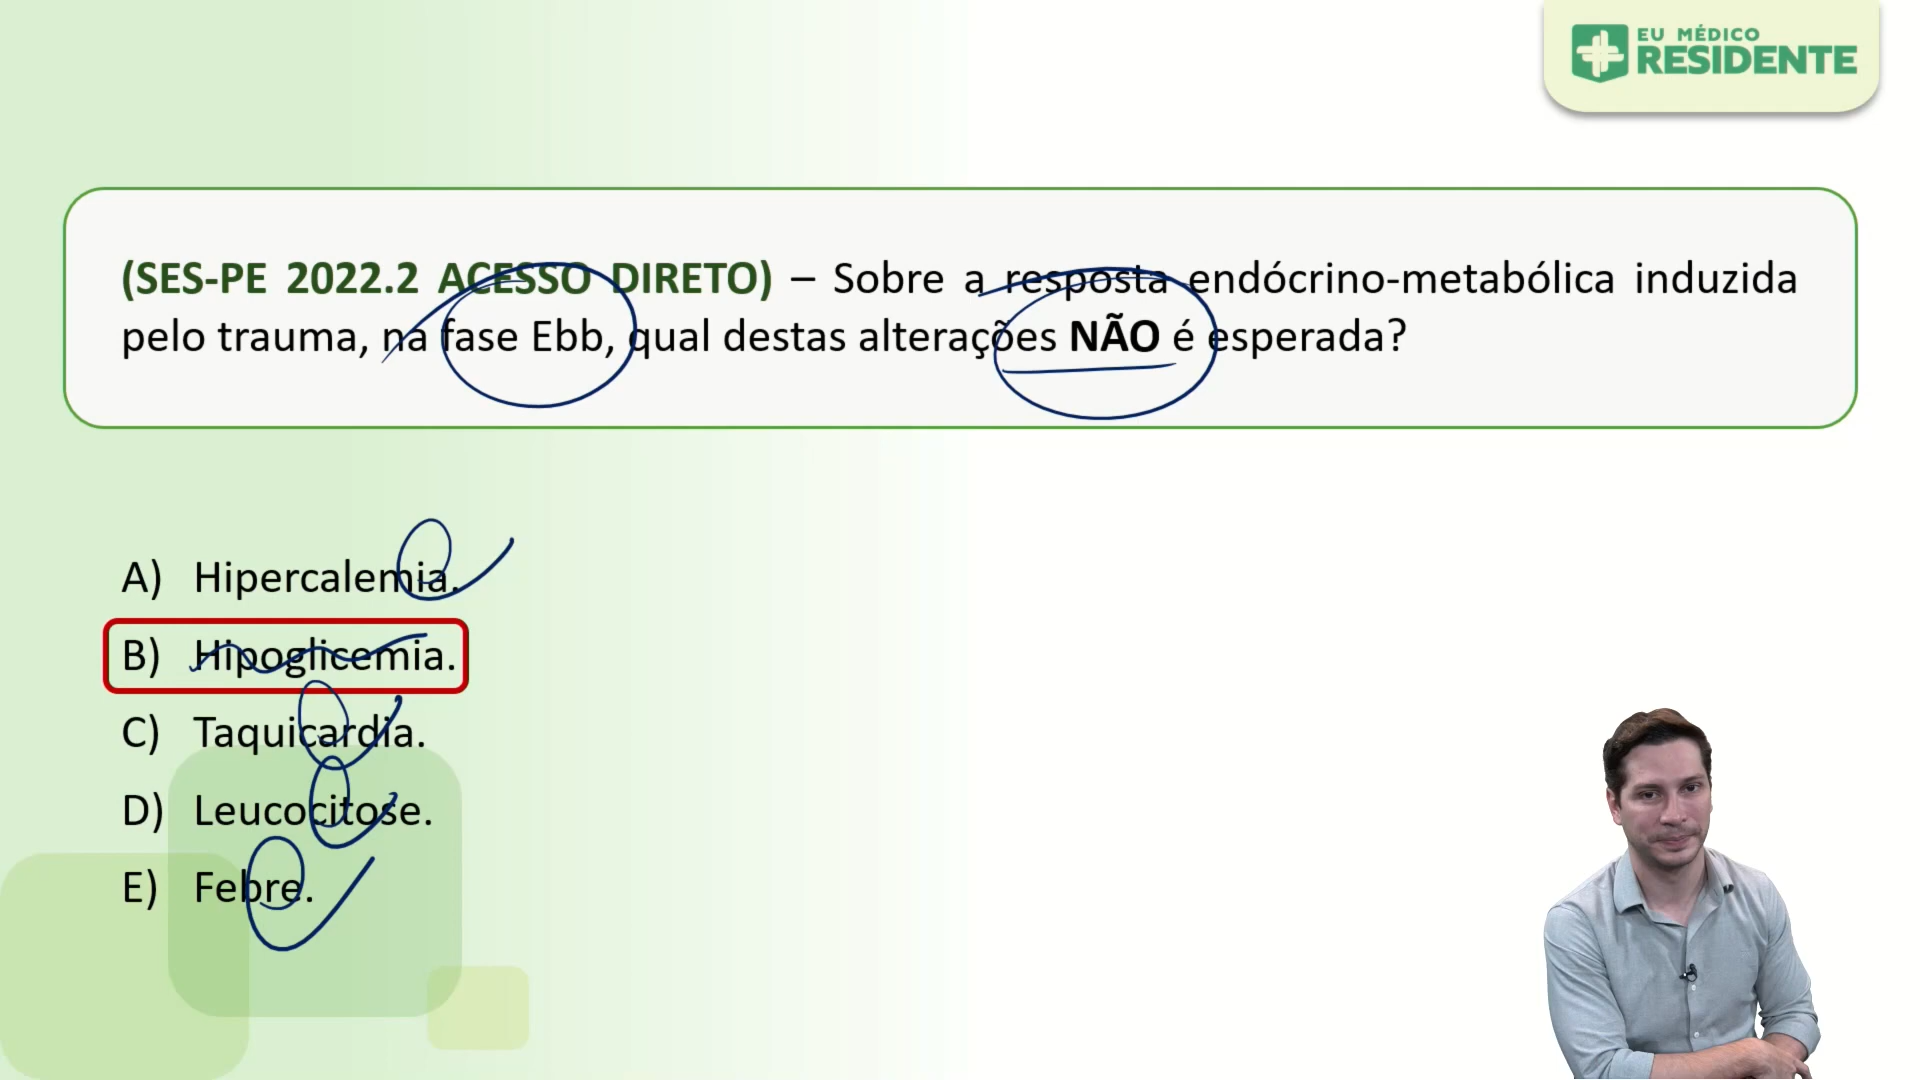 EU MÉDICO
RESIDENTE
(SES-PE 2022.2 ACESSO DIRETO) – Sobre a resposta endócrino-metabólica induzida
pelo trauma, na fase Ebb, qual destas alterações NÃO é esperada?
A) Hipercalemia.
B) Hipoglicemia.
C) Taquicardia.
D) Leucocitose.
E) Febre.